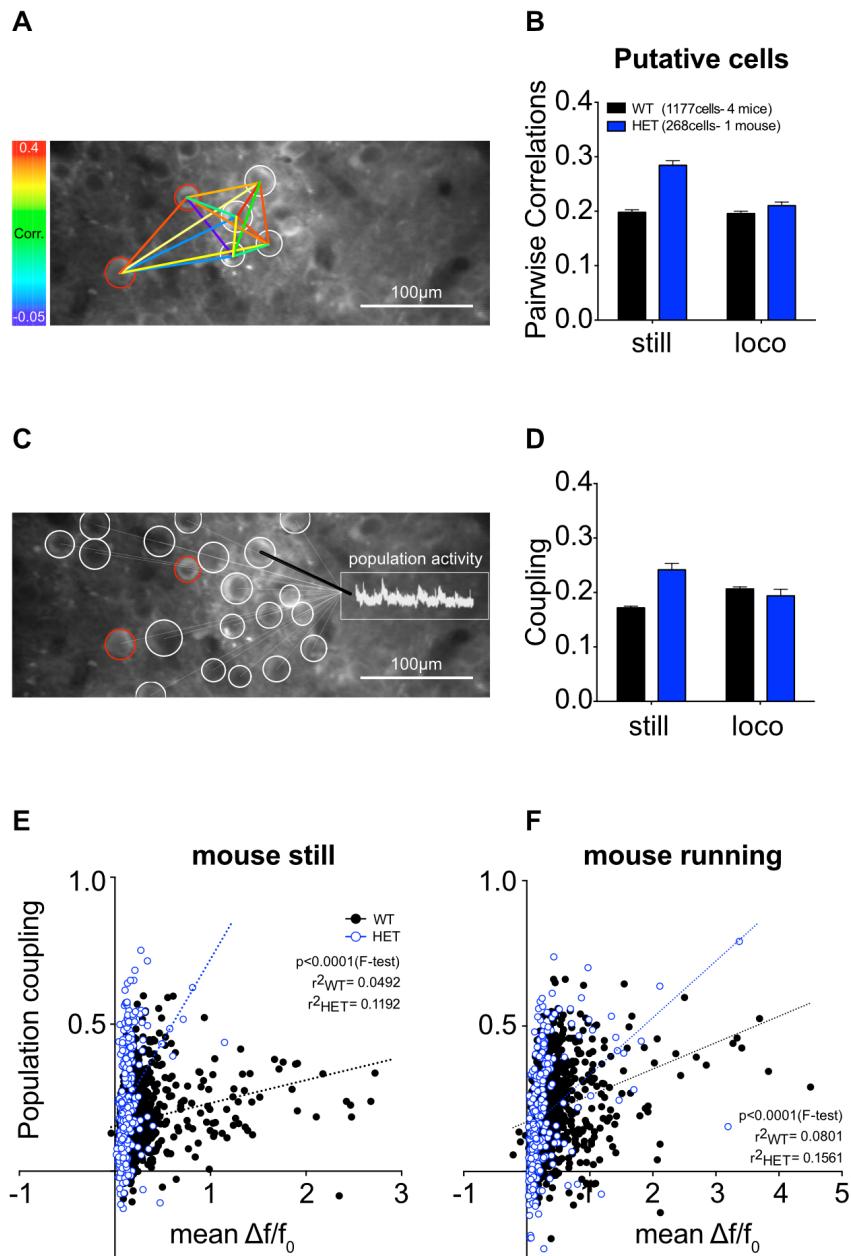 A
0.4
Corr.
-0.05
100µm
B
Putative cells
WT (1177cells- 4 mice)
HET (268cells- 1 mouse)
Pairwise Correlations
0.4
0.3
0.2
0.1
0.0
still loco
C
population activity
100µm
D
Coupling
0.4
0.3
0.2
0.1
0.0
still loco
E
mouse still
Population coupling
1.0
0.5
WT
HET
p<0.0001(F-test)
r²WT= 0.0492
r²HET= 0.1192
-1 1 2 3
mean Δf/f₀
F
mouse running
1.0
0.5
p<0.0001(F-test)
r²WT= 0.0801
r²HET= 0.1561
-1 1 2 3 4 5
mean Δf/f₀